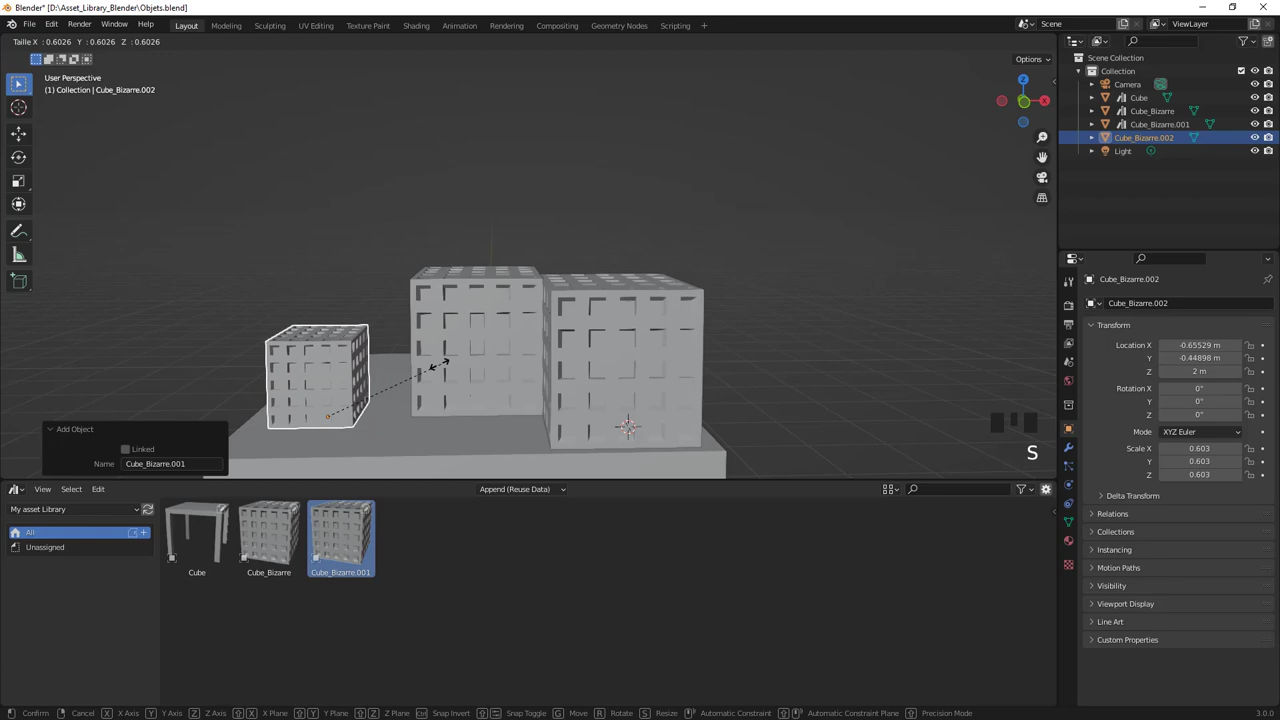 Blender* [D:\Asset_Library_Blender\Objets.blend]
File Edit Render Window Help Layout Modeling Sculpting UV Editing Texture Paint Shading Animation Rendering Compositing Geometry Nodes Scripting + Scene ViewLayer
Taille X : 0.6026 Y : 0.6026 Z : 0.6026
Options
User Perspective
(1) Collection | Cube_Bizarre.002
Z
X
Scene Collection
Collection
Camera
Cube
Cube_Bizarre
Cube_Bizarre.001
Cube_Bizarre.002
Light
Cube_Bizarre.002
Cube_Bizarre.002
Transform
Location X -0.65529 m
Y -0.44898 m
Z 2 m
Rotation X 0°
Y 0°
Z 0°
Mode XYZ Euler
Scale X 0.603
Y 0.603
Z 0.603
Delta Transform
Relations
Collections
Instancing
Motion Paths
Visibility
Viewport Display
Line Art
Custom Properties
Add Object
Linked
Name Cube_Bizarre.001
S
View Select Edit Append (Reuse Data)
My asset Library
All
Unassigned
Cube Cube_Bizarre Cube_Bizarre.001
Confirm Cancel X X Axis Y Y Axis Z Z Axis X X Plane Y Y Plane Z Z Plane Snap Invert Snap Toggle G Move R Rotate S Resize Automatic Constraint Automatic Constraint Plane Precision Mode 3.0.0